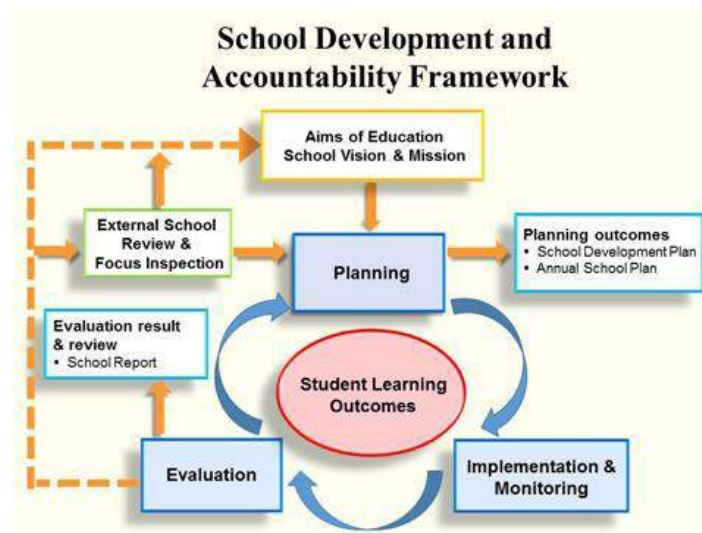 School Development and
Accountability Framework
Aims of Education
School Vision & Mission
External School
Review &
Focus Inspection
Planning
Planning outcomes
• School Development Plan
• Annual School Plan
Evaluation result
& review
• School Report
Student Learning
Outcomes
Evaluation
Implementation &
Monitoring